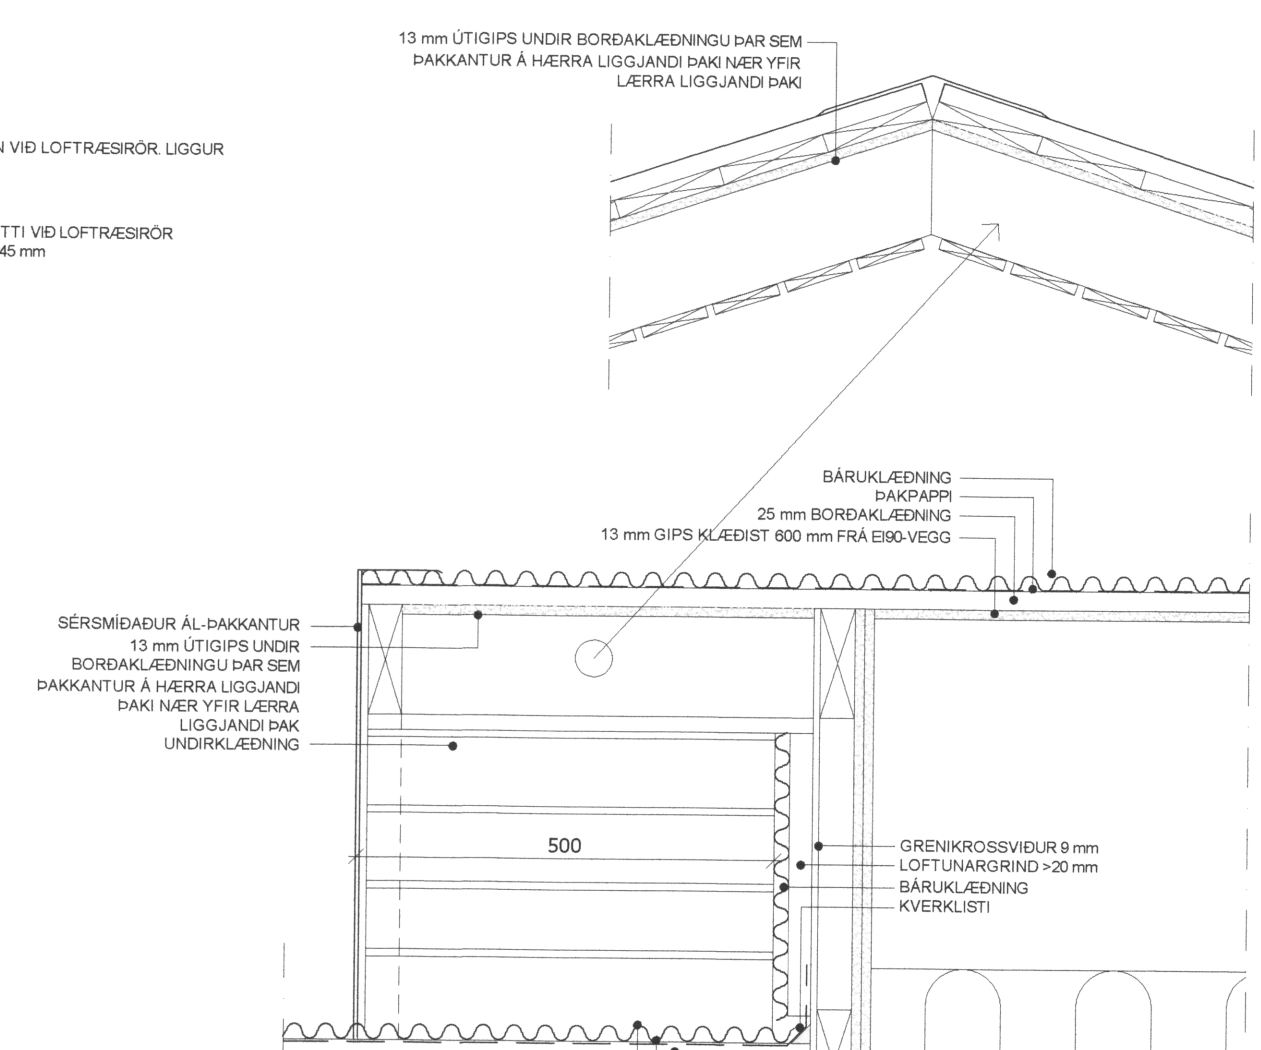 13 mm ÚTIGIPS UNDIR BORÐAKLÆÐNINGU ÞAR SEM
ÞAKKANTUR Á HÆRRA LIGGJANDI ÞAKI NÆR YFIR
LÆRRA LIGGJANDI ÞAKI
N VIÐ LOFTRÆSIRÖR. LIGGUR
TTI VIÐ LOFTRÆSIRÖR
45 mm
BÁRUKLÆÐNING
ÞAKPAPPI
25 mm BORÐAKLÆÐNING
13 mm GIPS KLÆÐIST 600 mm FRÁ EI90-VEGG
SÉRSMÍÐAÐUR ÁL-ÞAKKANTUR
13 mm ÚTIGIPS UNDIR
BORÐAKLÆÐNINGU ÞAR SEM
ÞAKKANTUR Á HÆRRA LIGGJANDI
ÞAKI NÆR YFIR LÆRRA
LIGGJANDI ÞAK
UNDIRKLÆÐNING
500
GRENIKROSSVIÐUR 9 mm
LOFTUNARGRIND >20 mm
BÁRUKLÆÐNING
KVERKLISTI